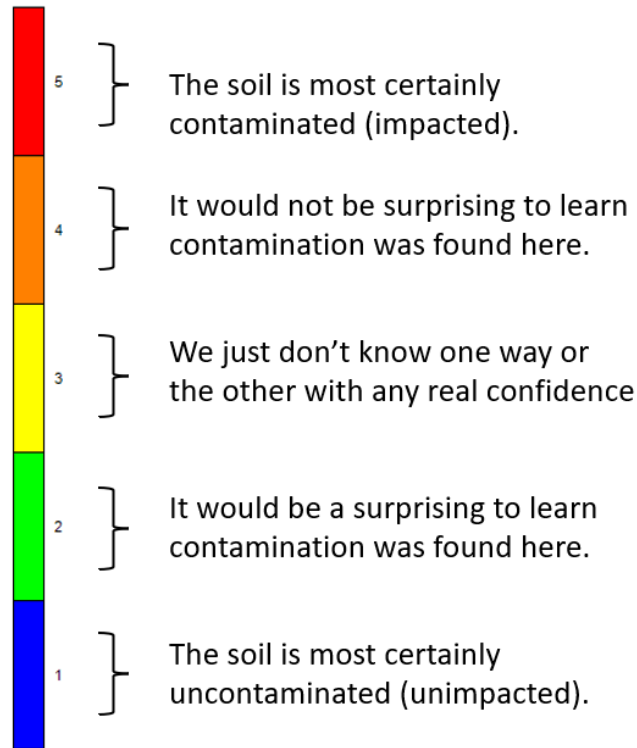 5
The soil is most certainly
contaminated (impacted).
4
It would not be surprising to learn
contamination was found here.
3
We just don’t know one way or
the other with any real confidence
2
It would be a surprising to learn
contamination was found here.
1
The soil is most certainly
uncontaminated (unimpacted).